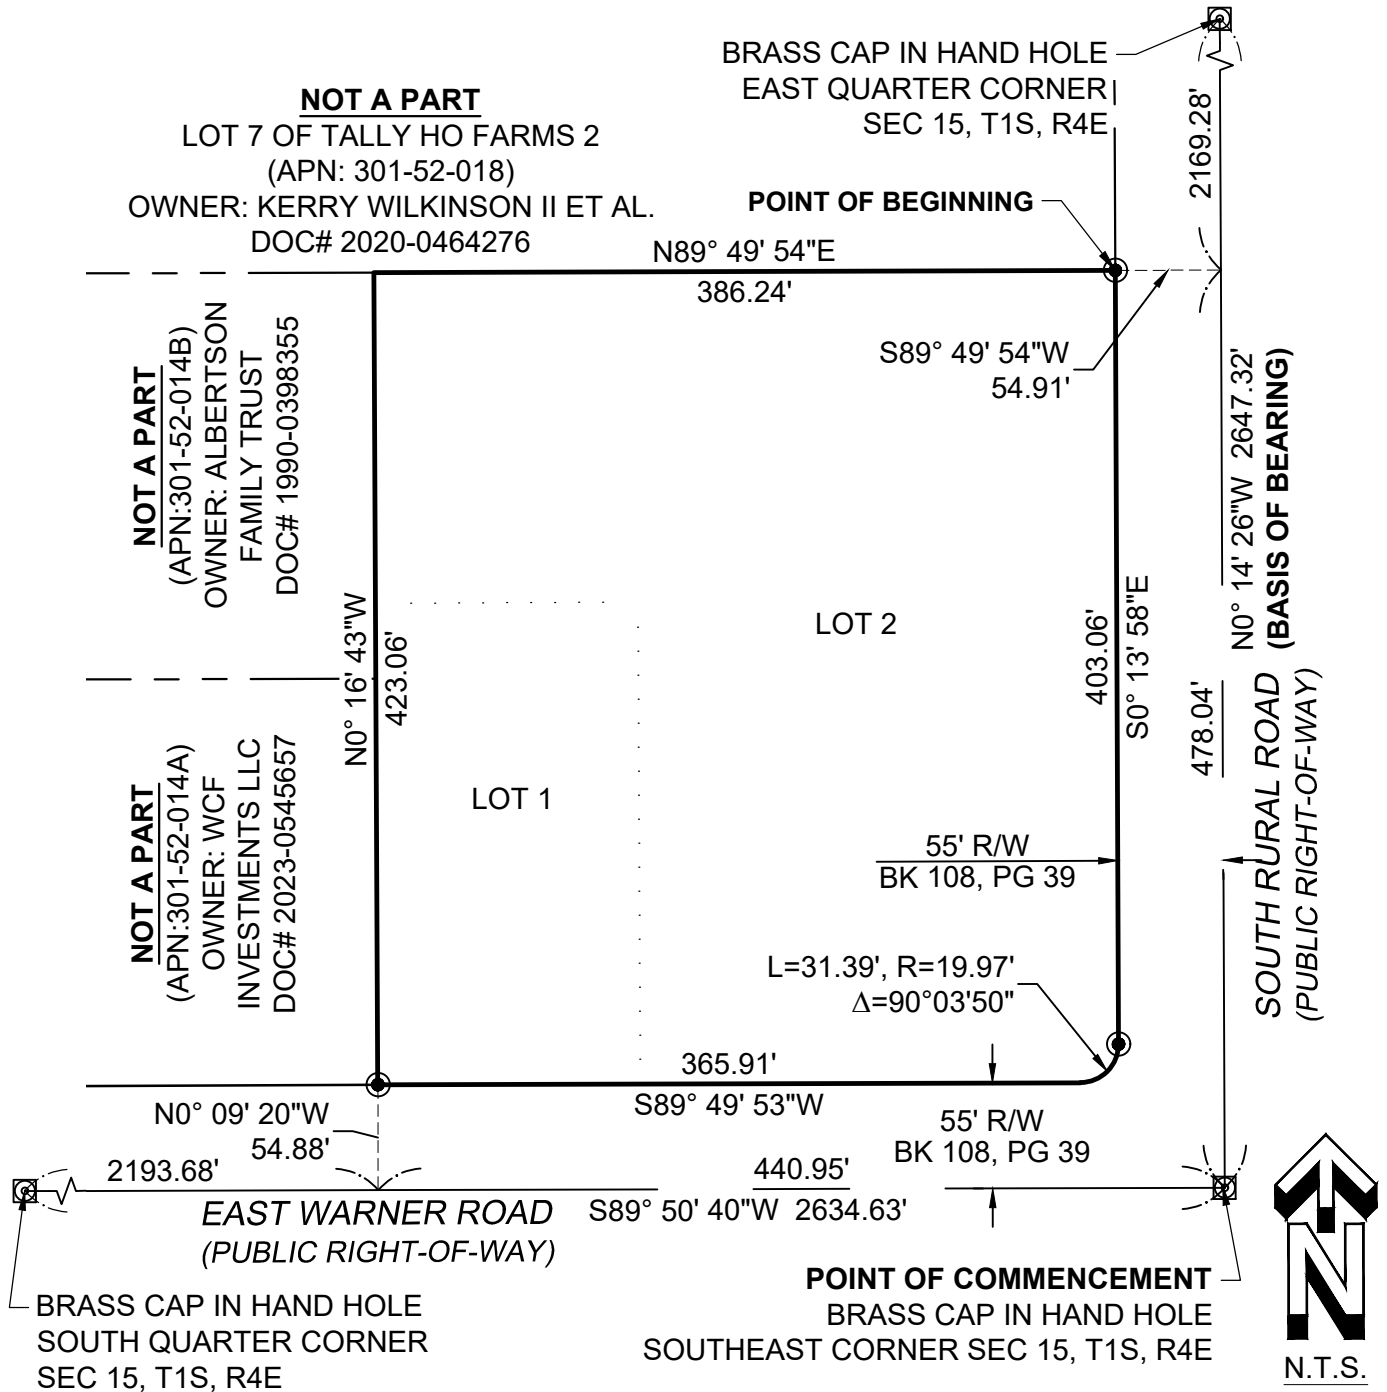 BRASS CAP IN HAND HOLE
EAST QUARTER CORNER
SEC 15, T1S, R4E
2169.28'
NOT A PART
LOT 7 OF TALLY HO FARMS 2
(APN: 301-52-018)
OWNER: KERRY WILKINSON II ET AL.
DOC# 2020-0464276
POINT OF BEGINNING
N89° 49' 54"E
386.24'
S89° 49' 54"W
54.91'
NOT A PART
(APN:301-52-014B)
OWNER: ALBERTSON
FAMILY TRUST
DOC# 1990-0398355
N0° 14' 26"W 2647.32'
(BASIS OF BEARING)
N0° 16' 43"W
423.06'
LOT 2
403.06'
S0° 13' 58"E
478.04'
SOUTH RURAL ROAD
(PUBLIC RIGHT-OF-WAY)
NOT A PART
(APN:301-52-014A)
OWNER: WCF
INVESTMENTS LLC
DOC# 2023-0545657
LOT 1
55' R/W
BK 108, PG 39
L=31.39', R=19.97'
Δ=90°03'50"
365.91'
S89° 49' 53"W
N0° 09' 20"W
54.88'
55' R/W
BK 108, PG 39
2193.68'
440.95'
S89° 50' 40"W 2634.63'
EAST WARNER ROAD
(PUBLIC RIGHT-OF-WAY)
BRASS CAP IN HAND HOLE
SOUTH QUARTER CORNER
SEC 15, T1S, R4E
POINT OF COMMENCEMENT
BRASS CAP IN HAND HOLE
SOUTHEAST CORNER SEC 15, T1S, R4E
N
N.T.S.